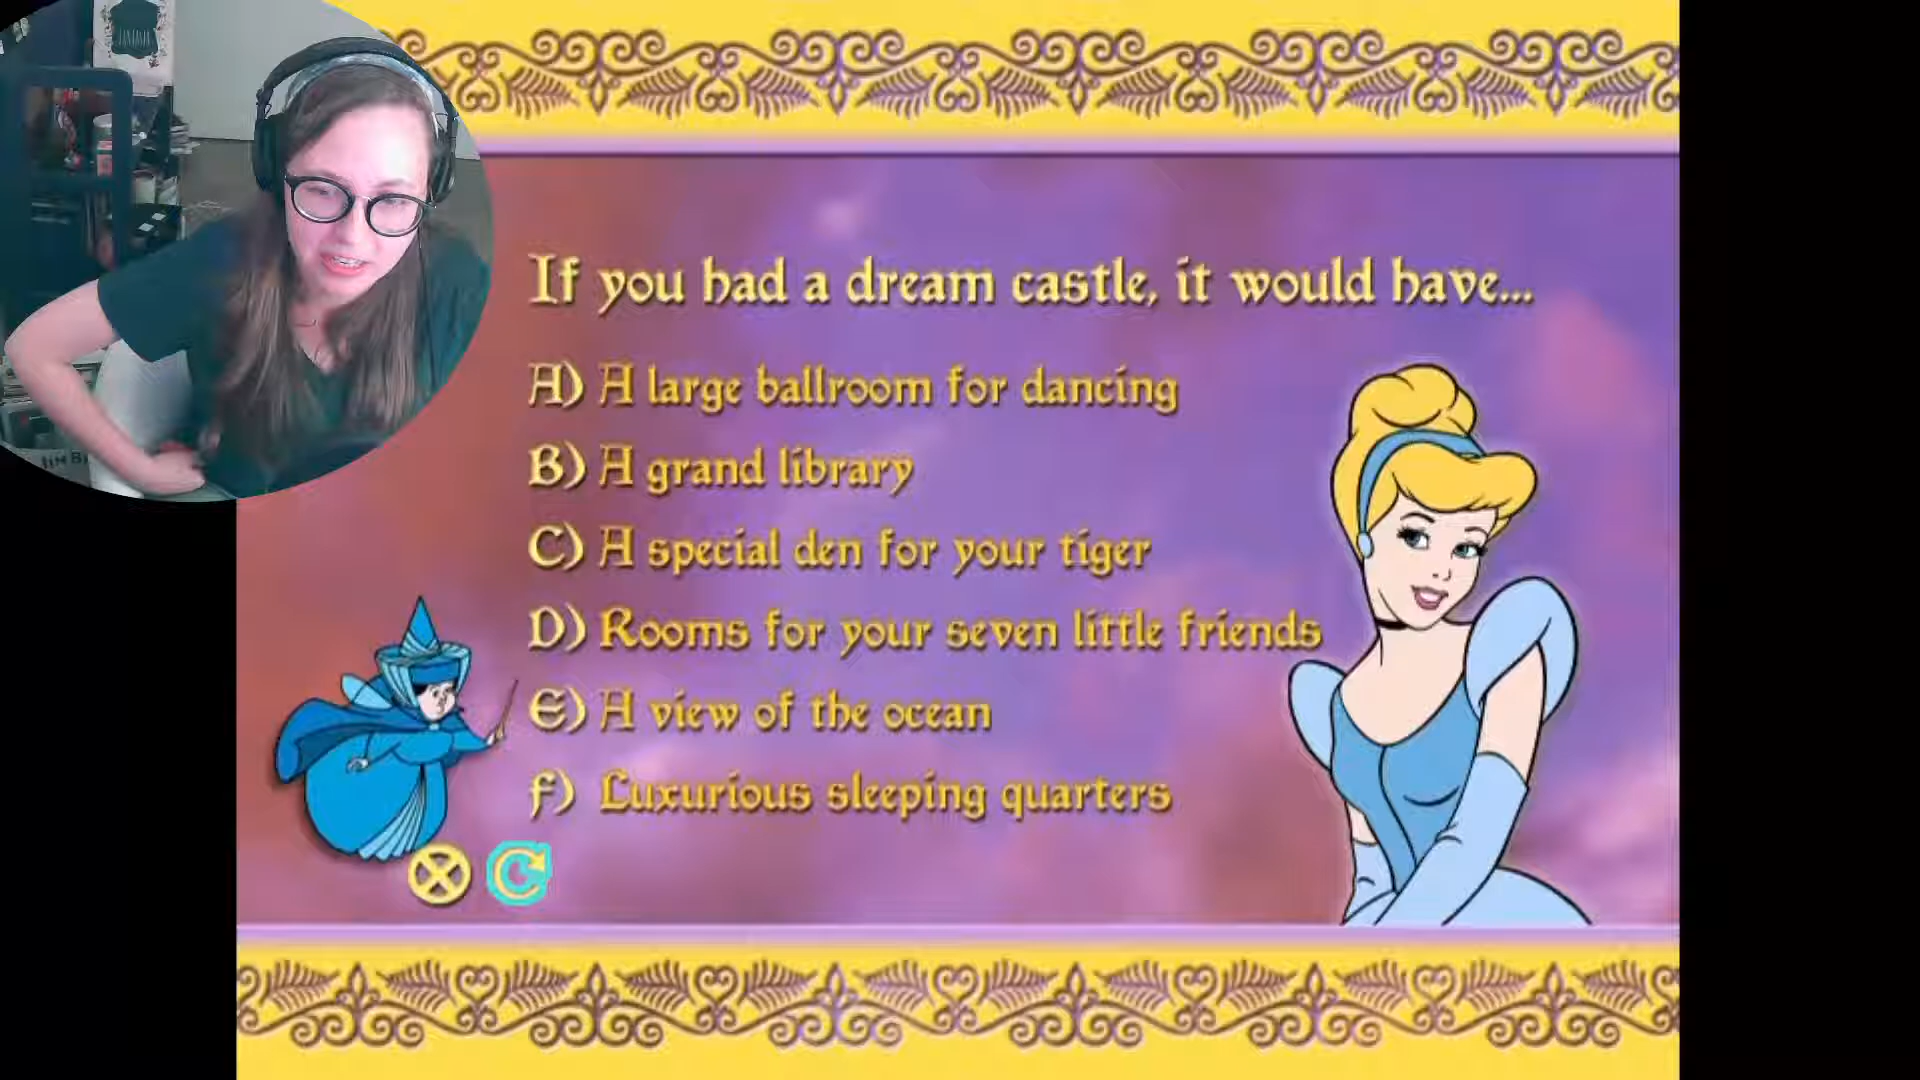 If you had a dream castle, it would have...
A) A large ballroom for dancing
B) A grand library
C) A special den for your tiger
D) Rooms for your seven little friends
E) A view of the ocean
F) Luxurious sleeping quarters